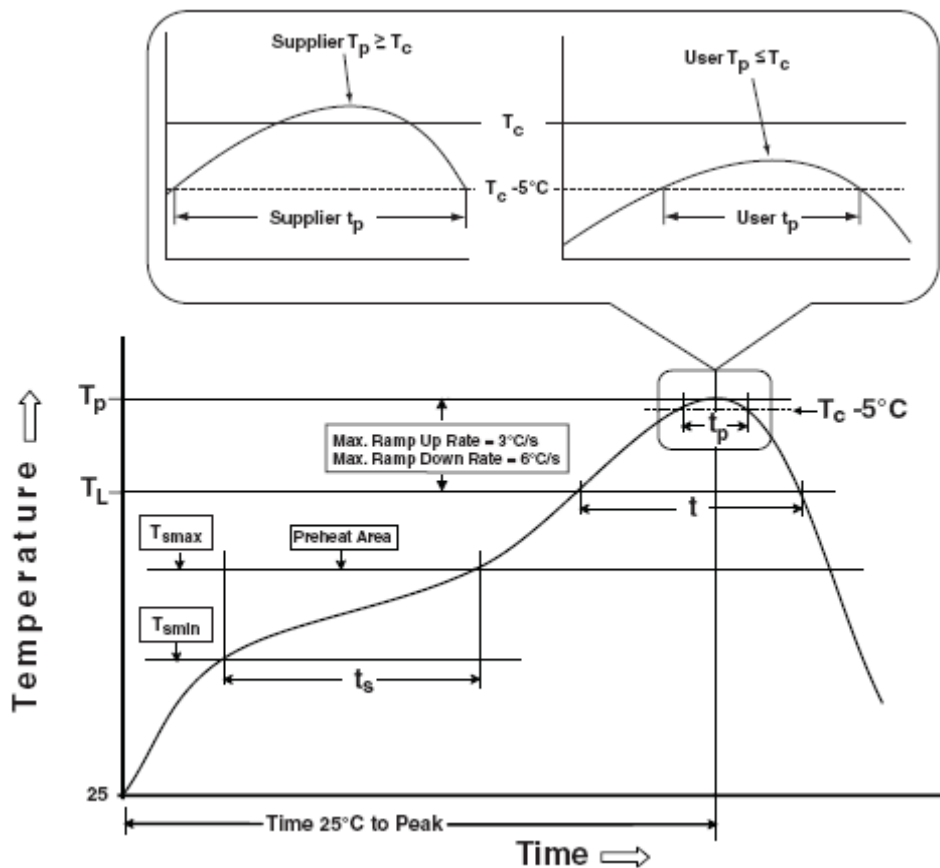 Supplier Tp ≥ Tc
User Tp ≤ Tc
Tc
Tc -5°C
Supplier tp
User tp
Tp
Tc -5°C
tp
Max. Ramp Up Rate = 3°C/s
Max. Ramp Down Rate = 6°C/s
TL
t
Tsmax
Preheat Area
Tsmin
ts
Temperature
25
Time 25°C to Peak
Time